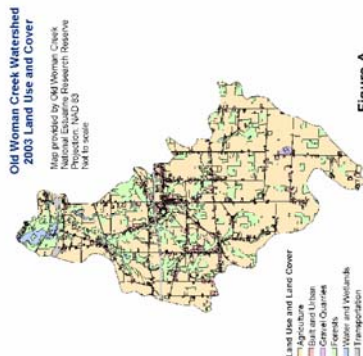 Old Woman Creek Watershed
2003 Land Use and Cover
Map provided by Old Woman Creek
National Estuarine Research Reserve
Projection: NAD 83
Not to scale
Land Use and Land Cover
Agriculture
Built and Urban
Gravel Quarries
Forests
Water and Wetlands
Transportation
Figure A